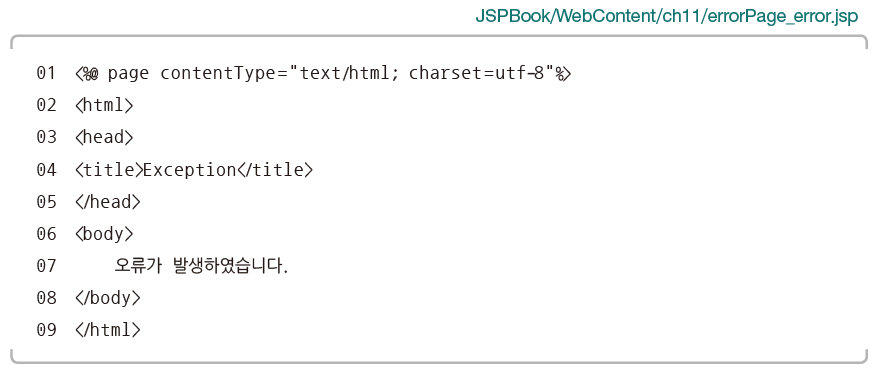 JSPBook/WebContent/ch11/errorPage_error.jsp
01 <%@ page contentType="text/html; charset=utf-8"%>
02 <html>
03 <head>
04 <title>Exception</title>
05 </head>
06 <body>
07     오류가 발생하였습니다.
08 </body>
09 </html>